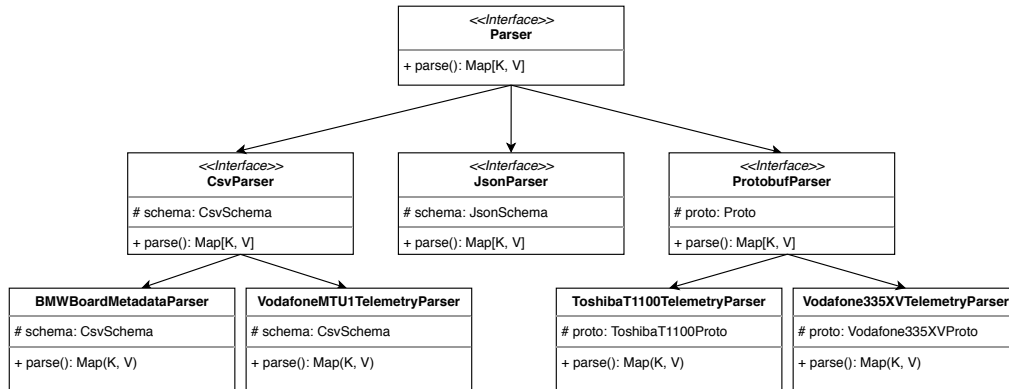 <<Interface>>
Parser
+ parse(): Map[K, V]
<<Interface>>
CsvParser
# schema: CsvSchema
+ parse(): Map[K, V]
<<Interface>>
JsonParser
# schema: JsonSchema
+ parse(): Map[K, V]
<<Interface>>
ProtobufParser
# proto: Proto
+ parse(): Map[K, V]
BMWBoardMetadataParser
# schema: CsvSchema
+ parse(): Map(K, V)
VodafoneMTU1TelemetryParser
# schema: CsvSchema
+ parse(): Map(K, V)
ToshibaT1100TelemetryParser
# proto: ToshibaT1100Proto
+ parse(): Map(K, V)
Vodafone335XVTelemetryParser
# proto: Vodafone335XVProto
+ parse(): Map(K, V)